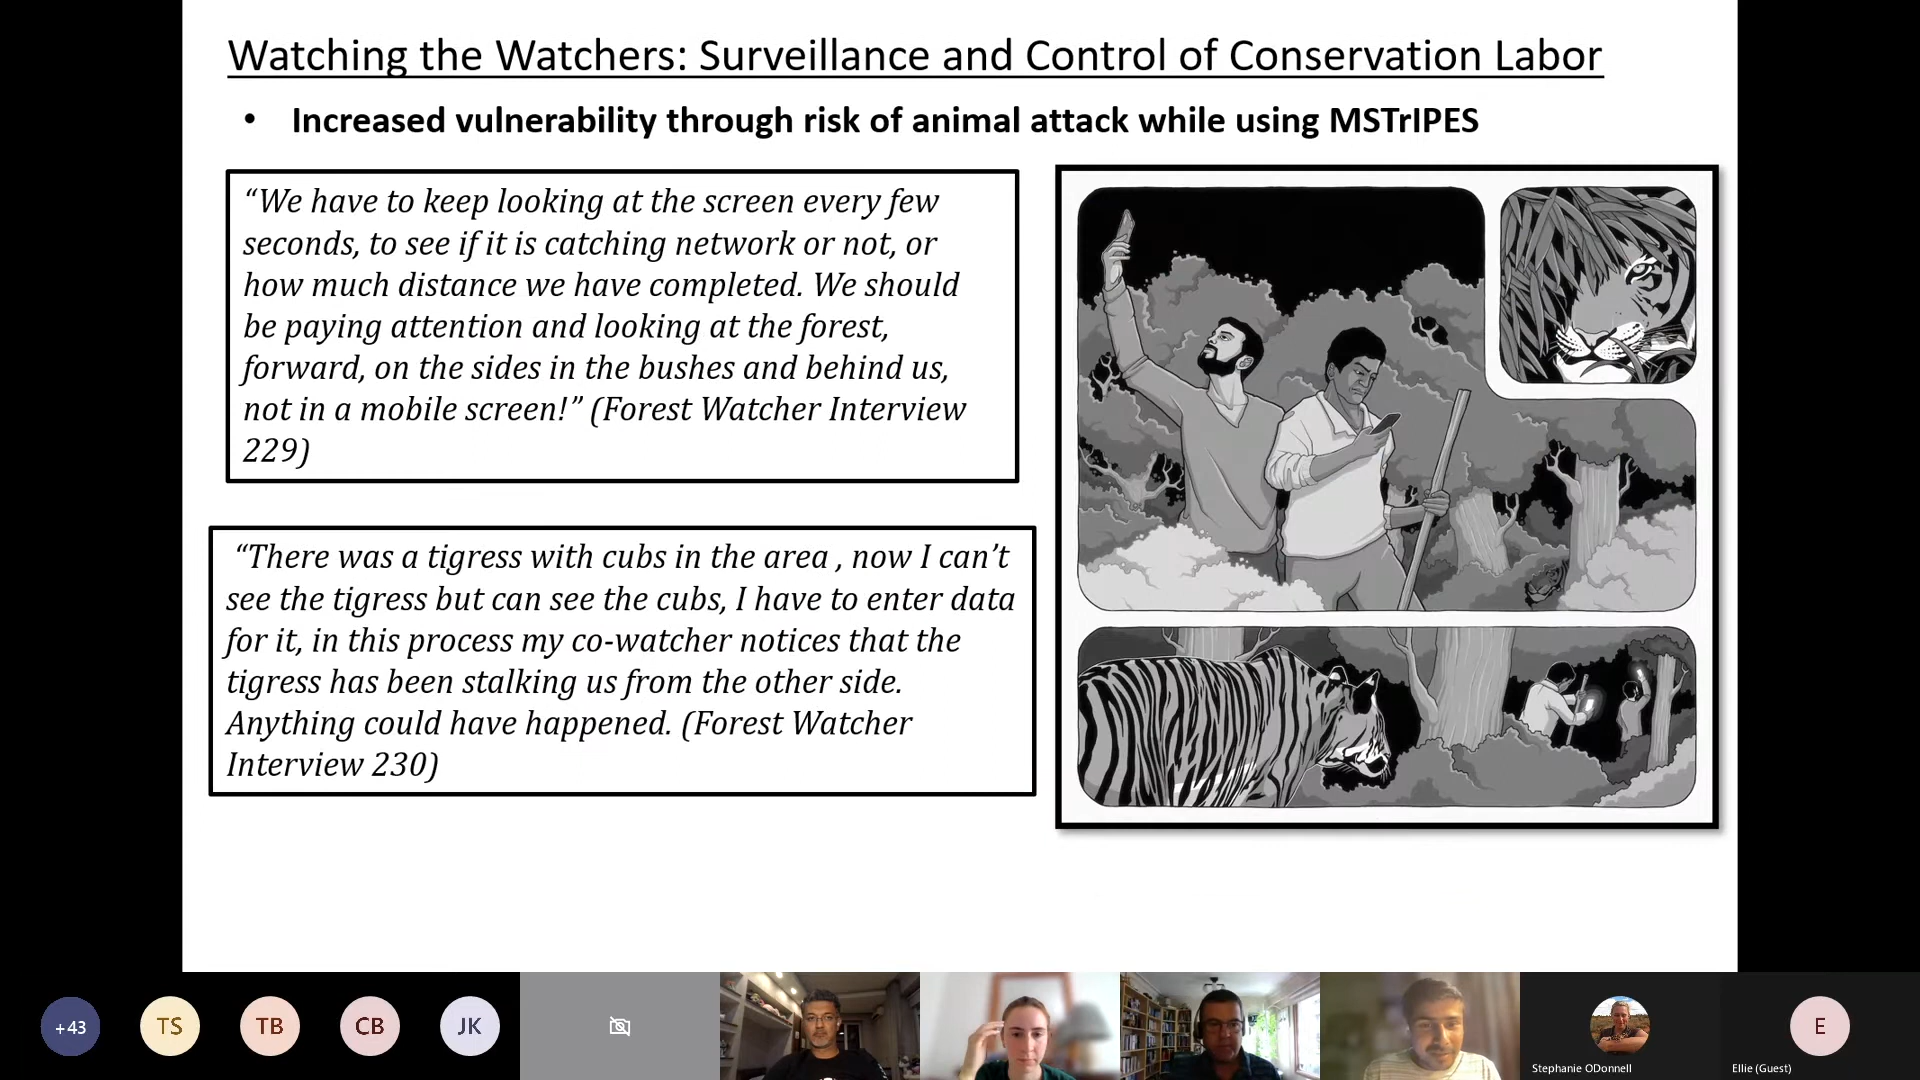 Watching the Watchers: Surveillance and Control of Conservation Labor
• Increased vulnerability through risk of animal attack while using MSTrIPES
“We have to keep looking at the screen every few
seconds, to see if it is catching network or not, or
how much distance we have completed. We should
be paying attention and looking at the forest,
forward, on the sides in the bushes and behind us,
not in a mobile screen!” (Forest Watcher Interview
229)
“There was a tigress with cubs in the area , now I can’t
see the tigress but can see the cubs, I have to enter data
for it, in this process my co-watcher notices that the
tigress has been stalking us from the other side.
Anything could have happened. (Forest Watcher
Interview 230)
+43
TS
TB
CB
JK
E
Stephanie ODonnell
Ellie (Guest)